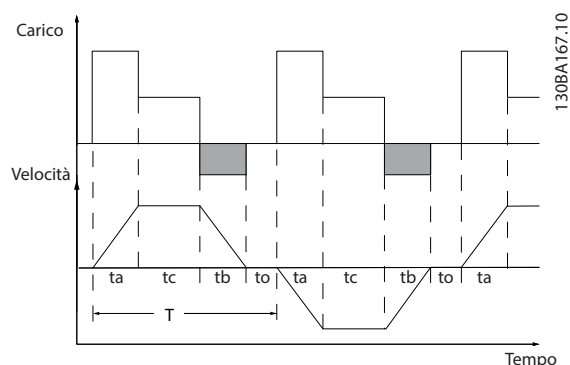 Carico
130BA167.10
Velocità
ta tc tb to ta tc tb to ta
T
Tempo